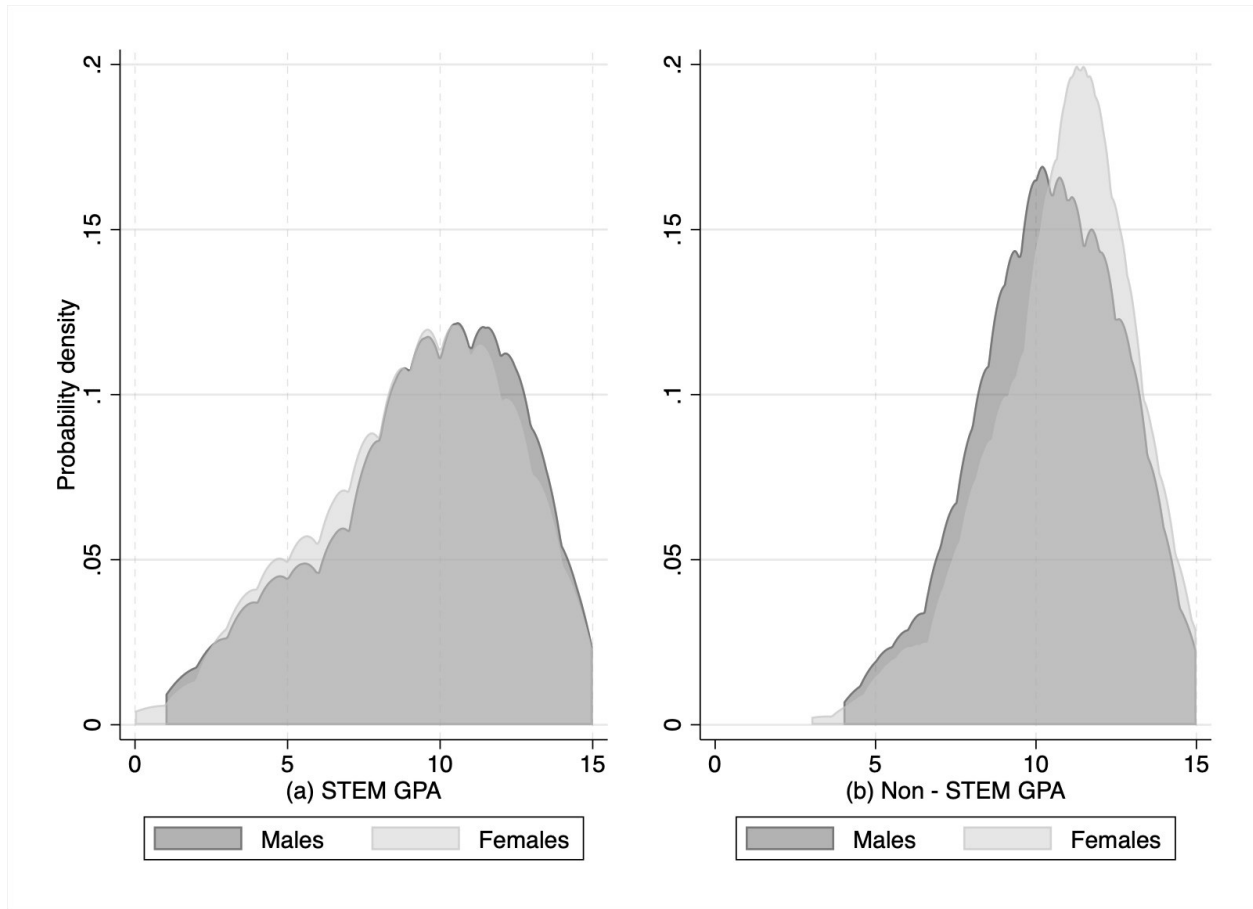 Probability density
.2
.15
.1
.05
0
0 5 10 15
(a) STEM GPA
Males Females
.2
.15
.1
.05
0
0 5 10 15
(b) Non - STEM GPA
Males Females